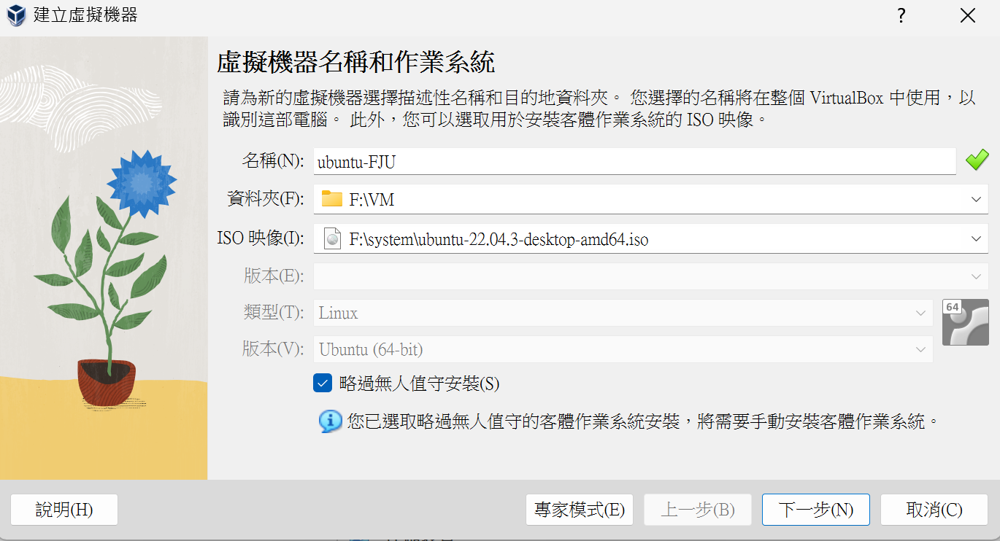 建立虛擬機器
?
虛擬機器名稱和作業系統
請為新的虛擬機器選擇描述性名稱和目的地資料夾。 您選擇的名稱將在整個 VirtualBox 中使用，以
識別這部電腦。 此外，您可以選取用於安裝客體作業系統的 ISO 映像。
名稱(N): ubuntu-FJU
資料夾(F): F:\VM
ISO 映像(I): F:\system\ubuntu-22.04.3-desktop-amd64.iso
版本(E):
類型(T): Linux
64
版本(V): Ubuntu (64-bit)
略過無人值守安裝(S)
您已選取略過無人值守的客體作業系統安裝，將需要手動安裝客體作業系統。
說明(H) 專家模式(E) 上一步(B) 下一步(N) 取消(C)